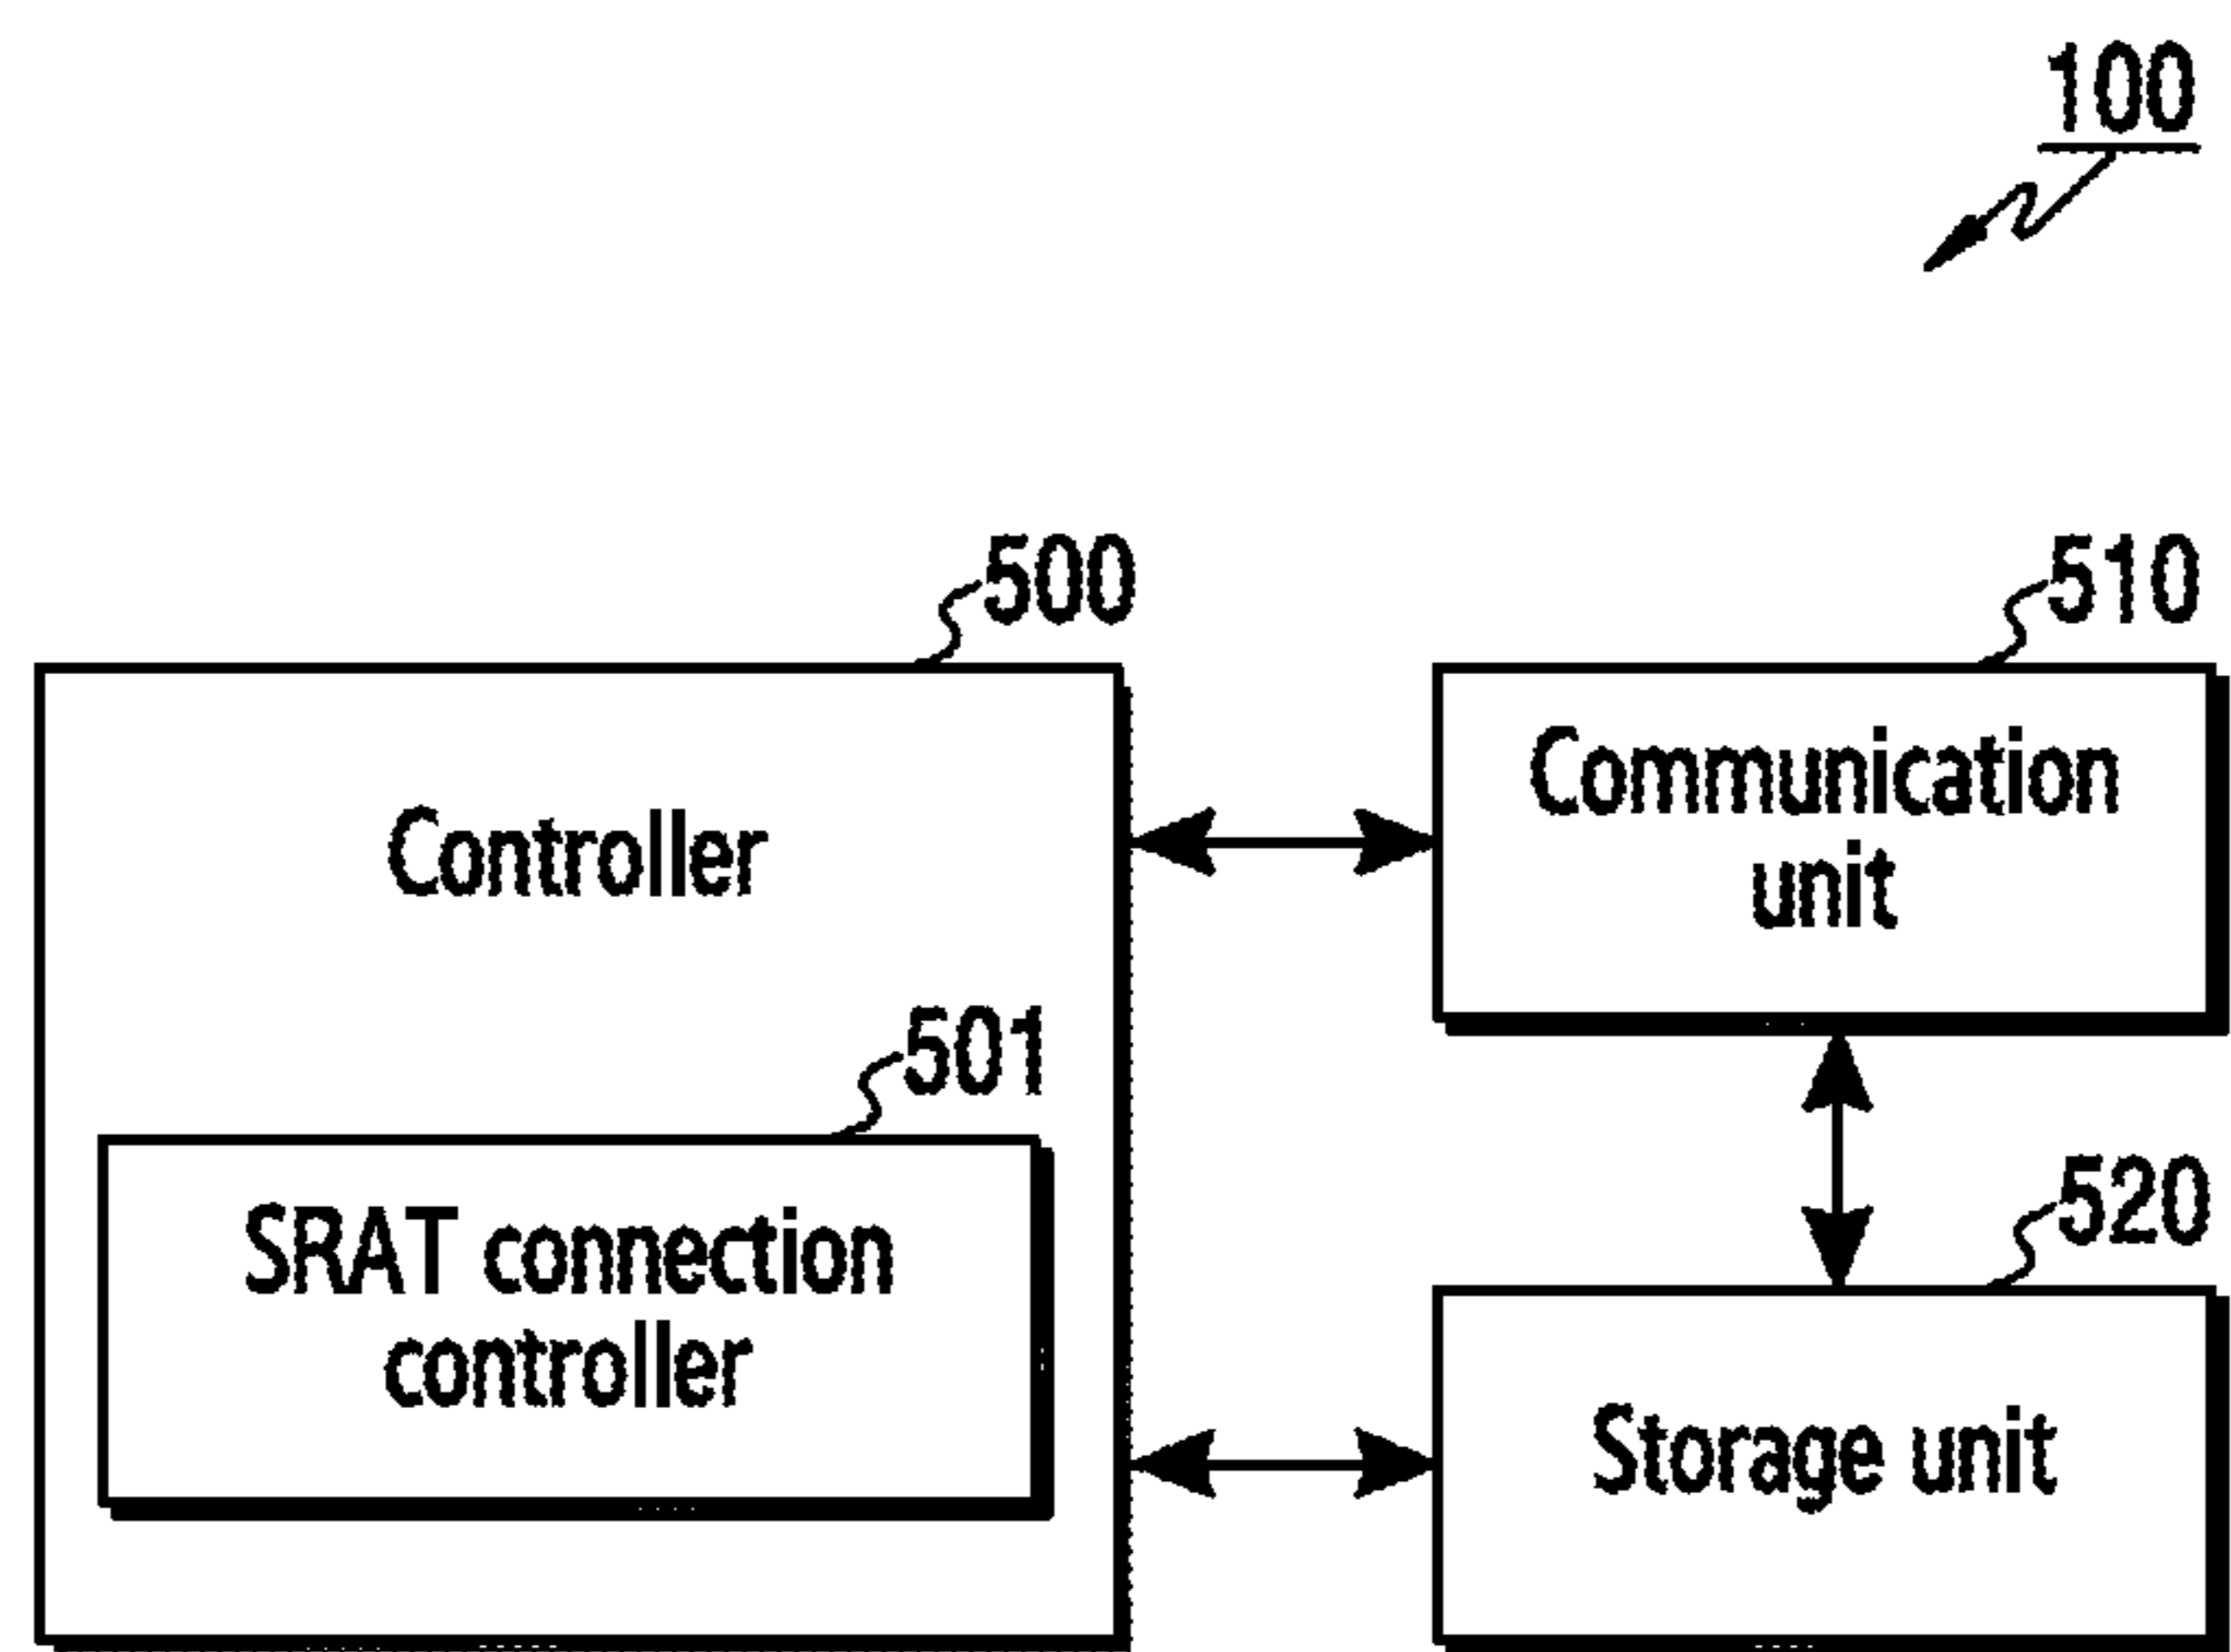 100
500
510
Controller
Communication
unit
501
SRAT connection
controller
520
Storage unit